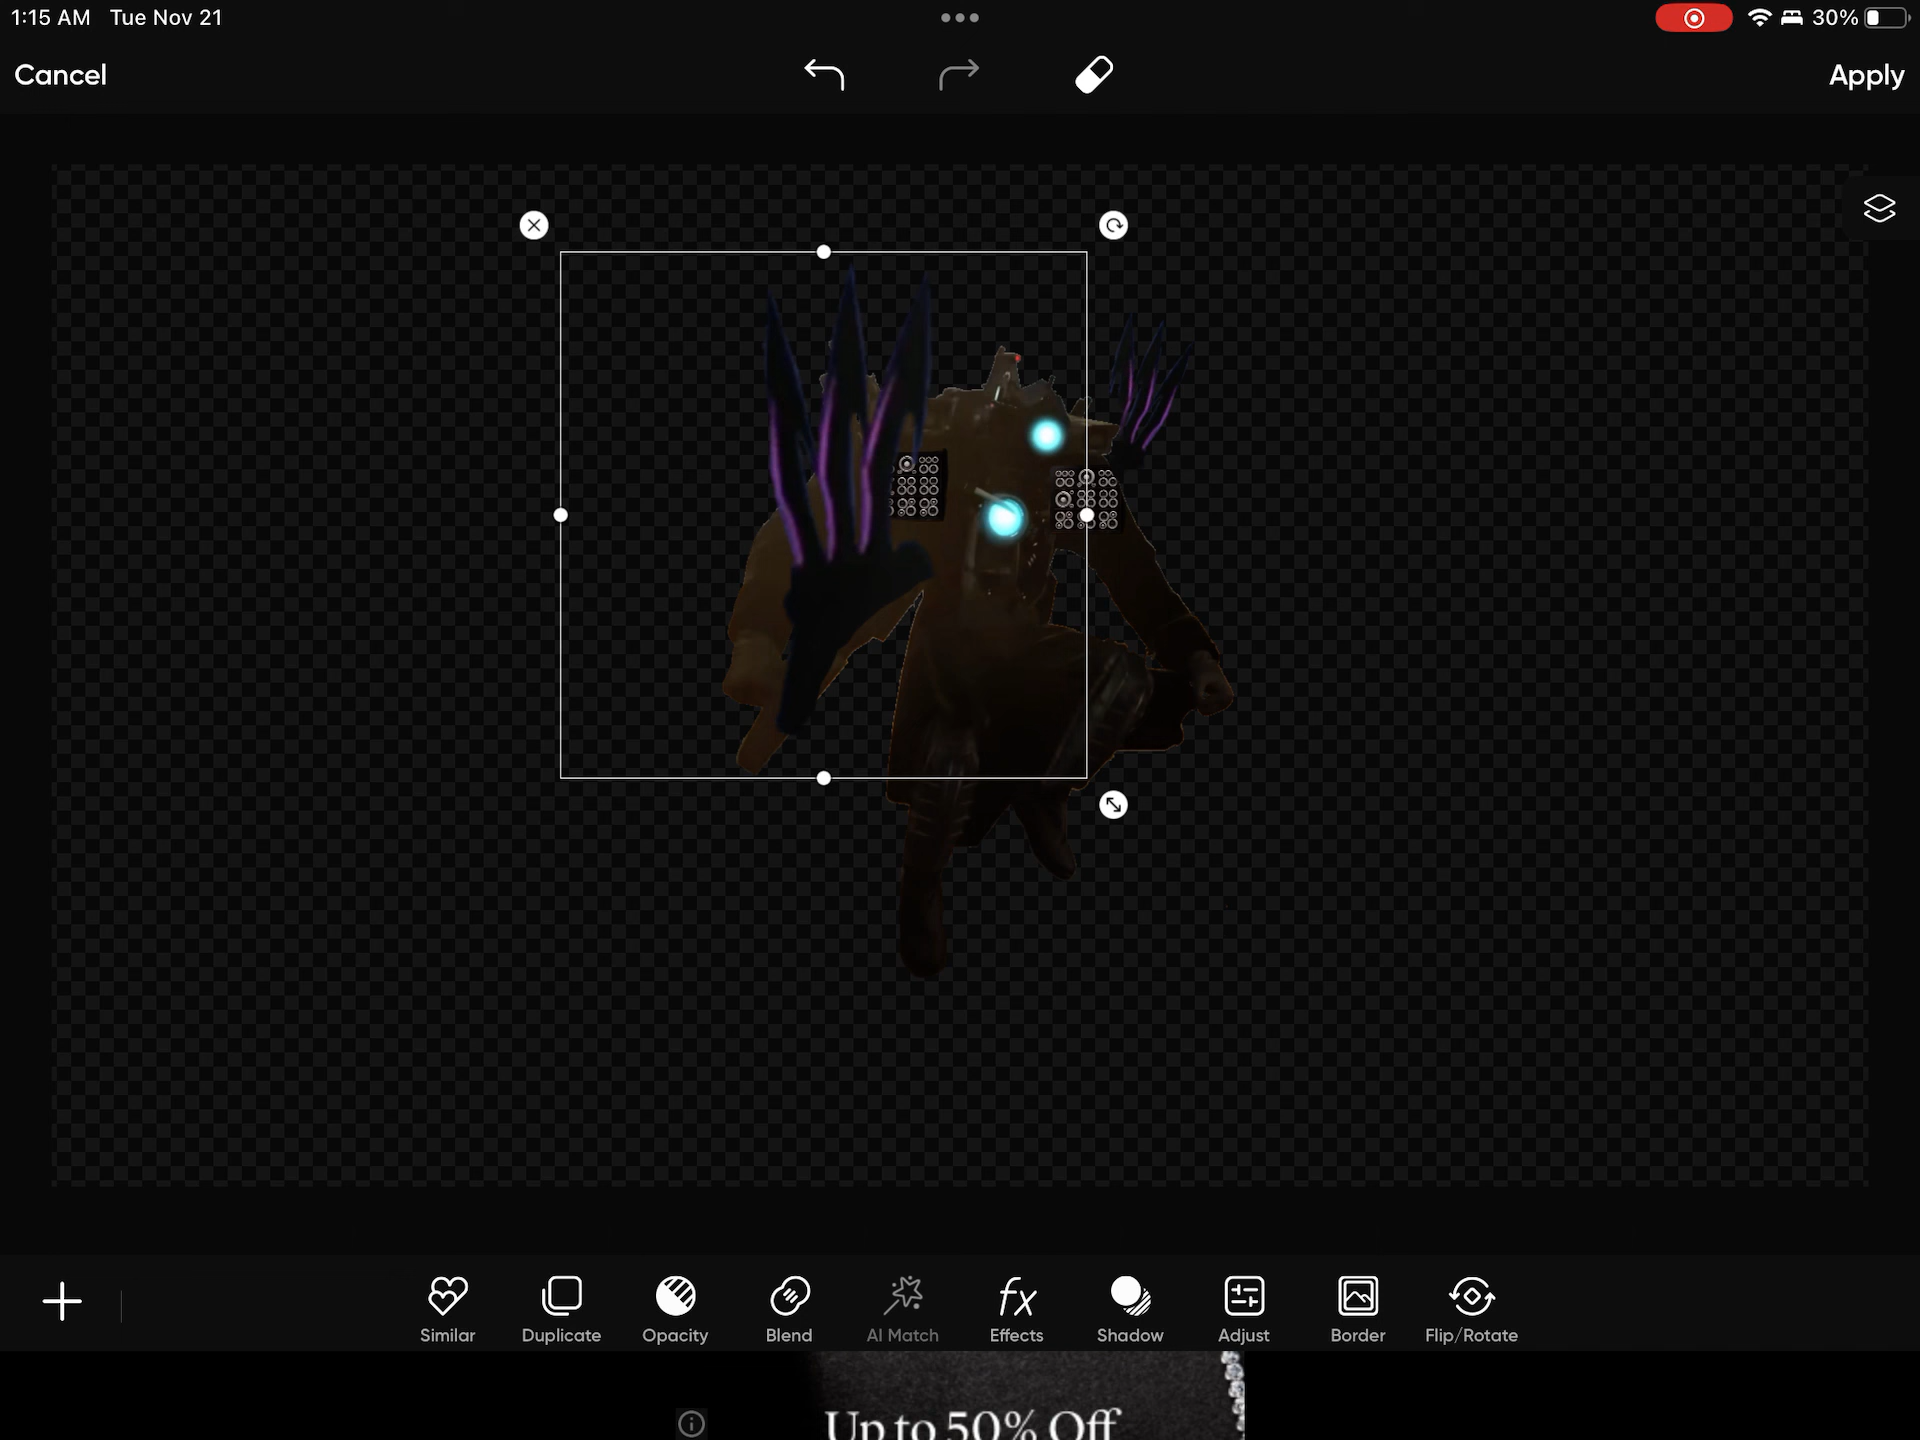 1:15 AM Tue Nov 21
30%
Cancel
Apply
Similar
Duplicate
Opacity
Blend
AI Match
Effects
Shadow
Adjust
Border
Flip/Rotate
Up to 50% Off